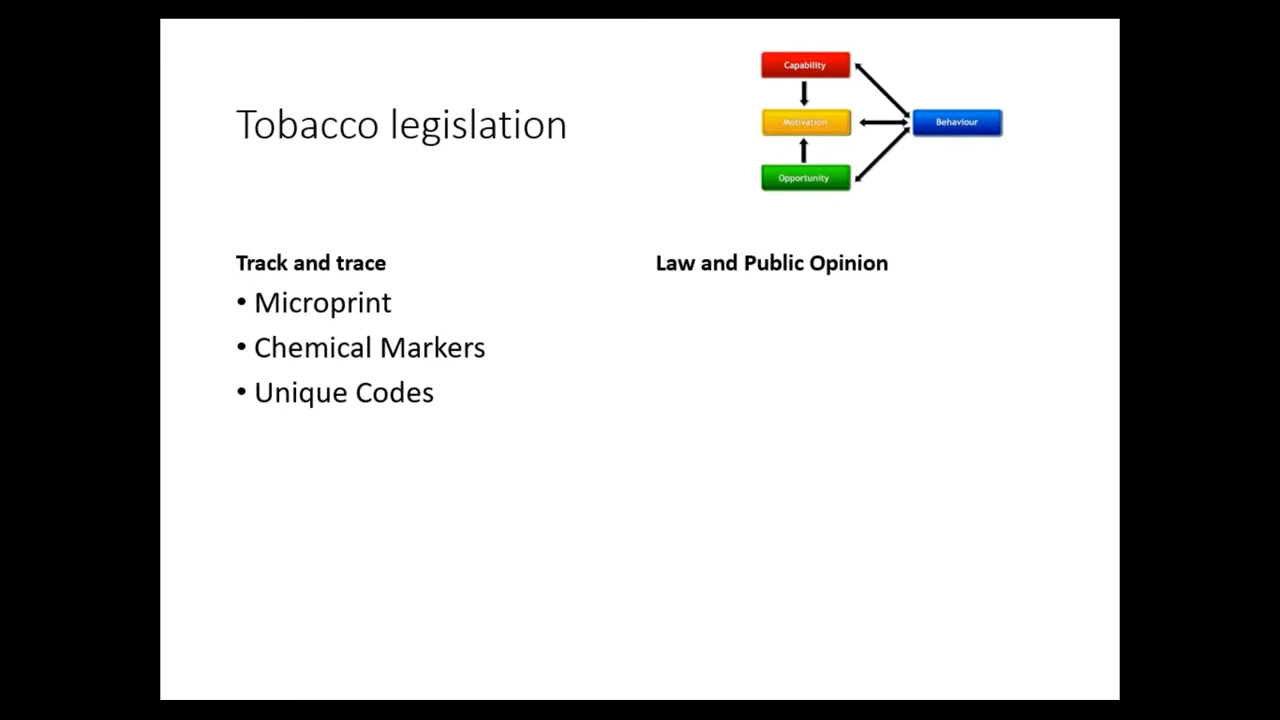 Capability
Tobacco legislation
Motivation
Behaviour
Opportunity
Track and trace
• Microprint
• Chemical Markers
• Unique Codes
Law and Public Opinion